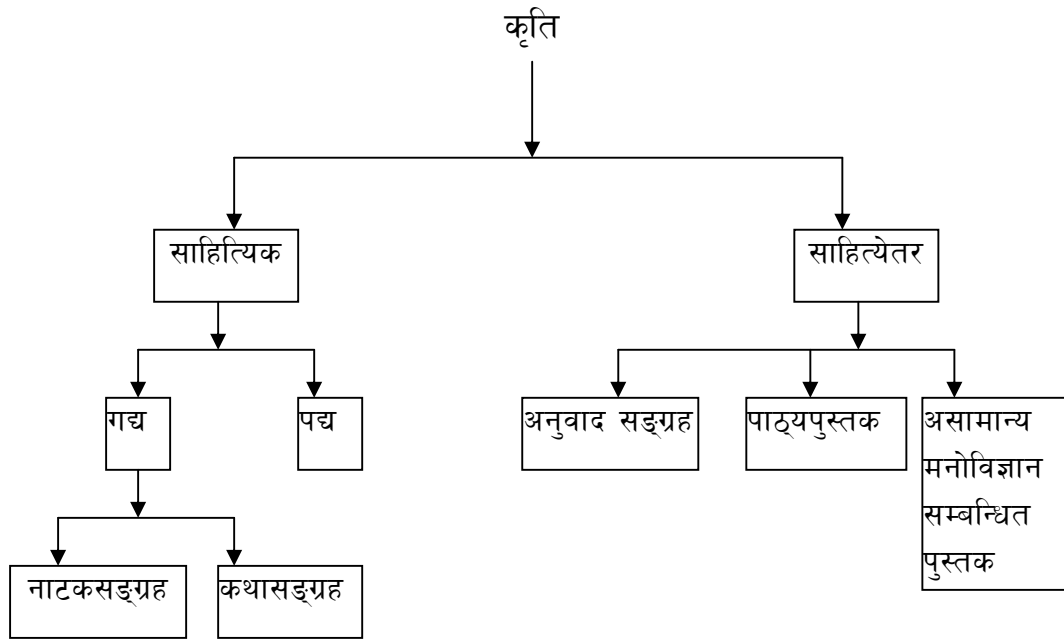 कृति
साहित्यिक
साहित्येतर
गद्य
पद्य
अनुवाद सङ्ग्रह
पाठ्यपुस्तक
असामान्य
मनोविज्ञान
सम्बन्धित
पुस्तक
नाटकसङ्ग्रह
कथासङ्ग्रह